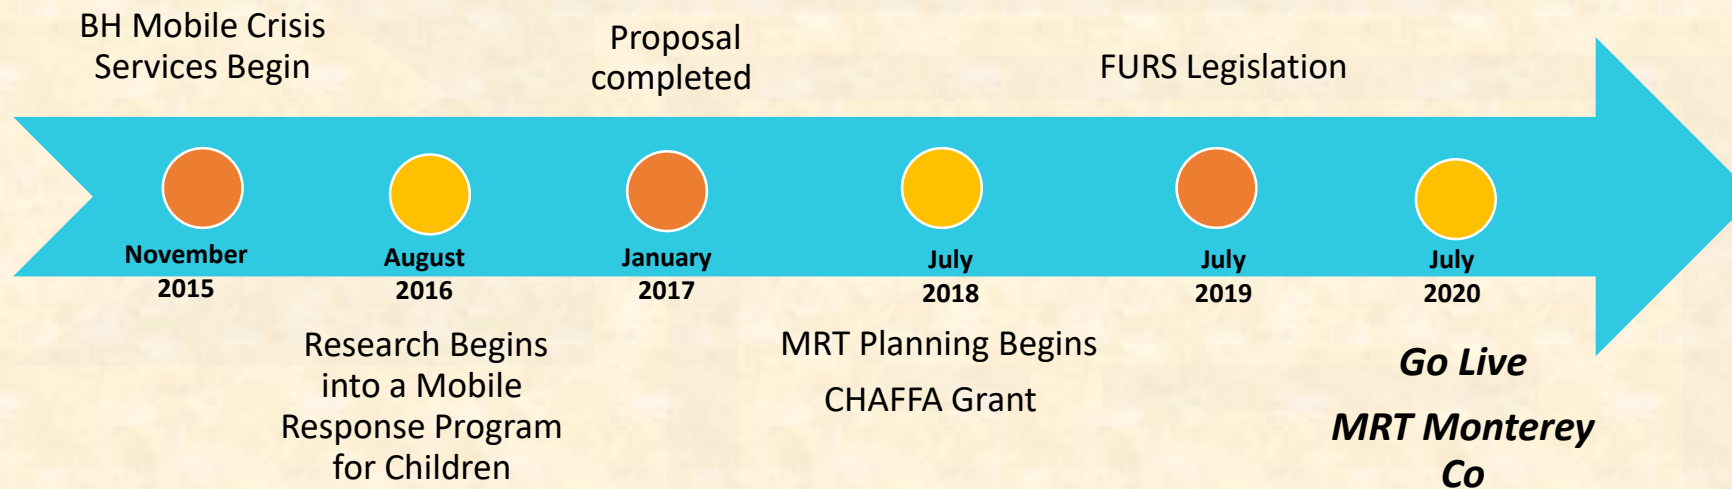 BH Mobile Crisis
Services Begin
Proposal
completed
FURS Legislation
November
2015
August
2016
January
2017
July
2018
July
2019
July
2020
Research Begins
into a Mobile
Response Program
for Children
MRT Planning Begins
CHAFFA Grant
Go Live
MRT Monterey
Co